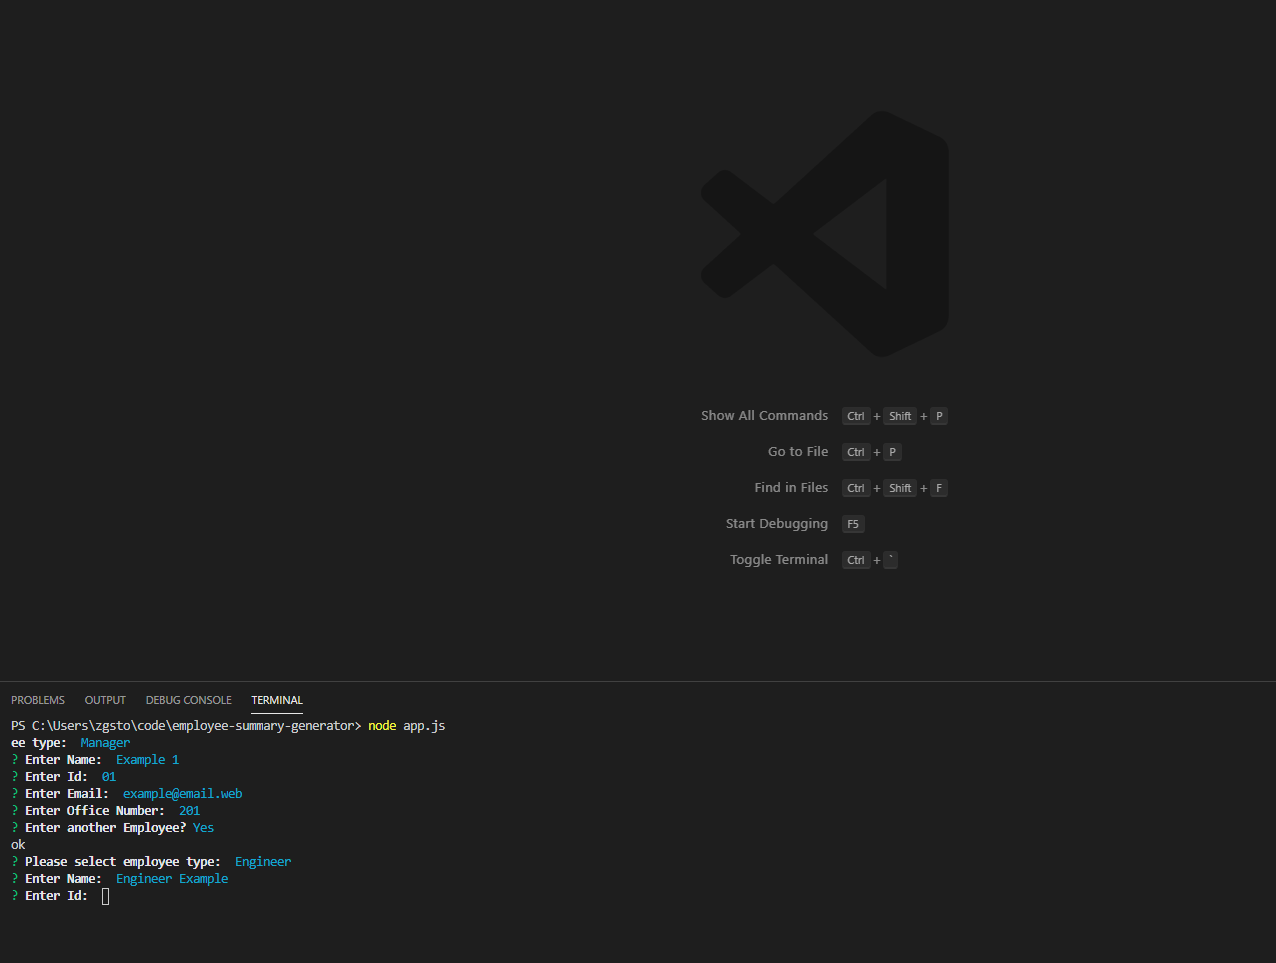 Show All Commands Ctrl + Shift + P
Go to File Ctrl + P
Find in Files Ctrl + Shift + F
Start Debugging F5
Toggle Terminal Ctrl + `
PROBLEMS OUTPUT DEBUG CONSOLE TERMINAL
PS C:\Users\zgsto\code\employee-summary-generator> node app.js
ee type: Manager
? Enter Name: Example 1
? Enter Id: 01
? Enter Email: example@email.web
? Enter Office Number: 201
? Enter another Employee? Yes
ok
? Please select employee type: Engineer
? Enter Name: Engineer Example
? Enter Id: